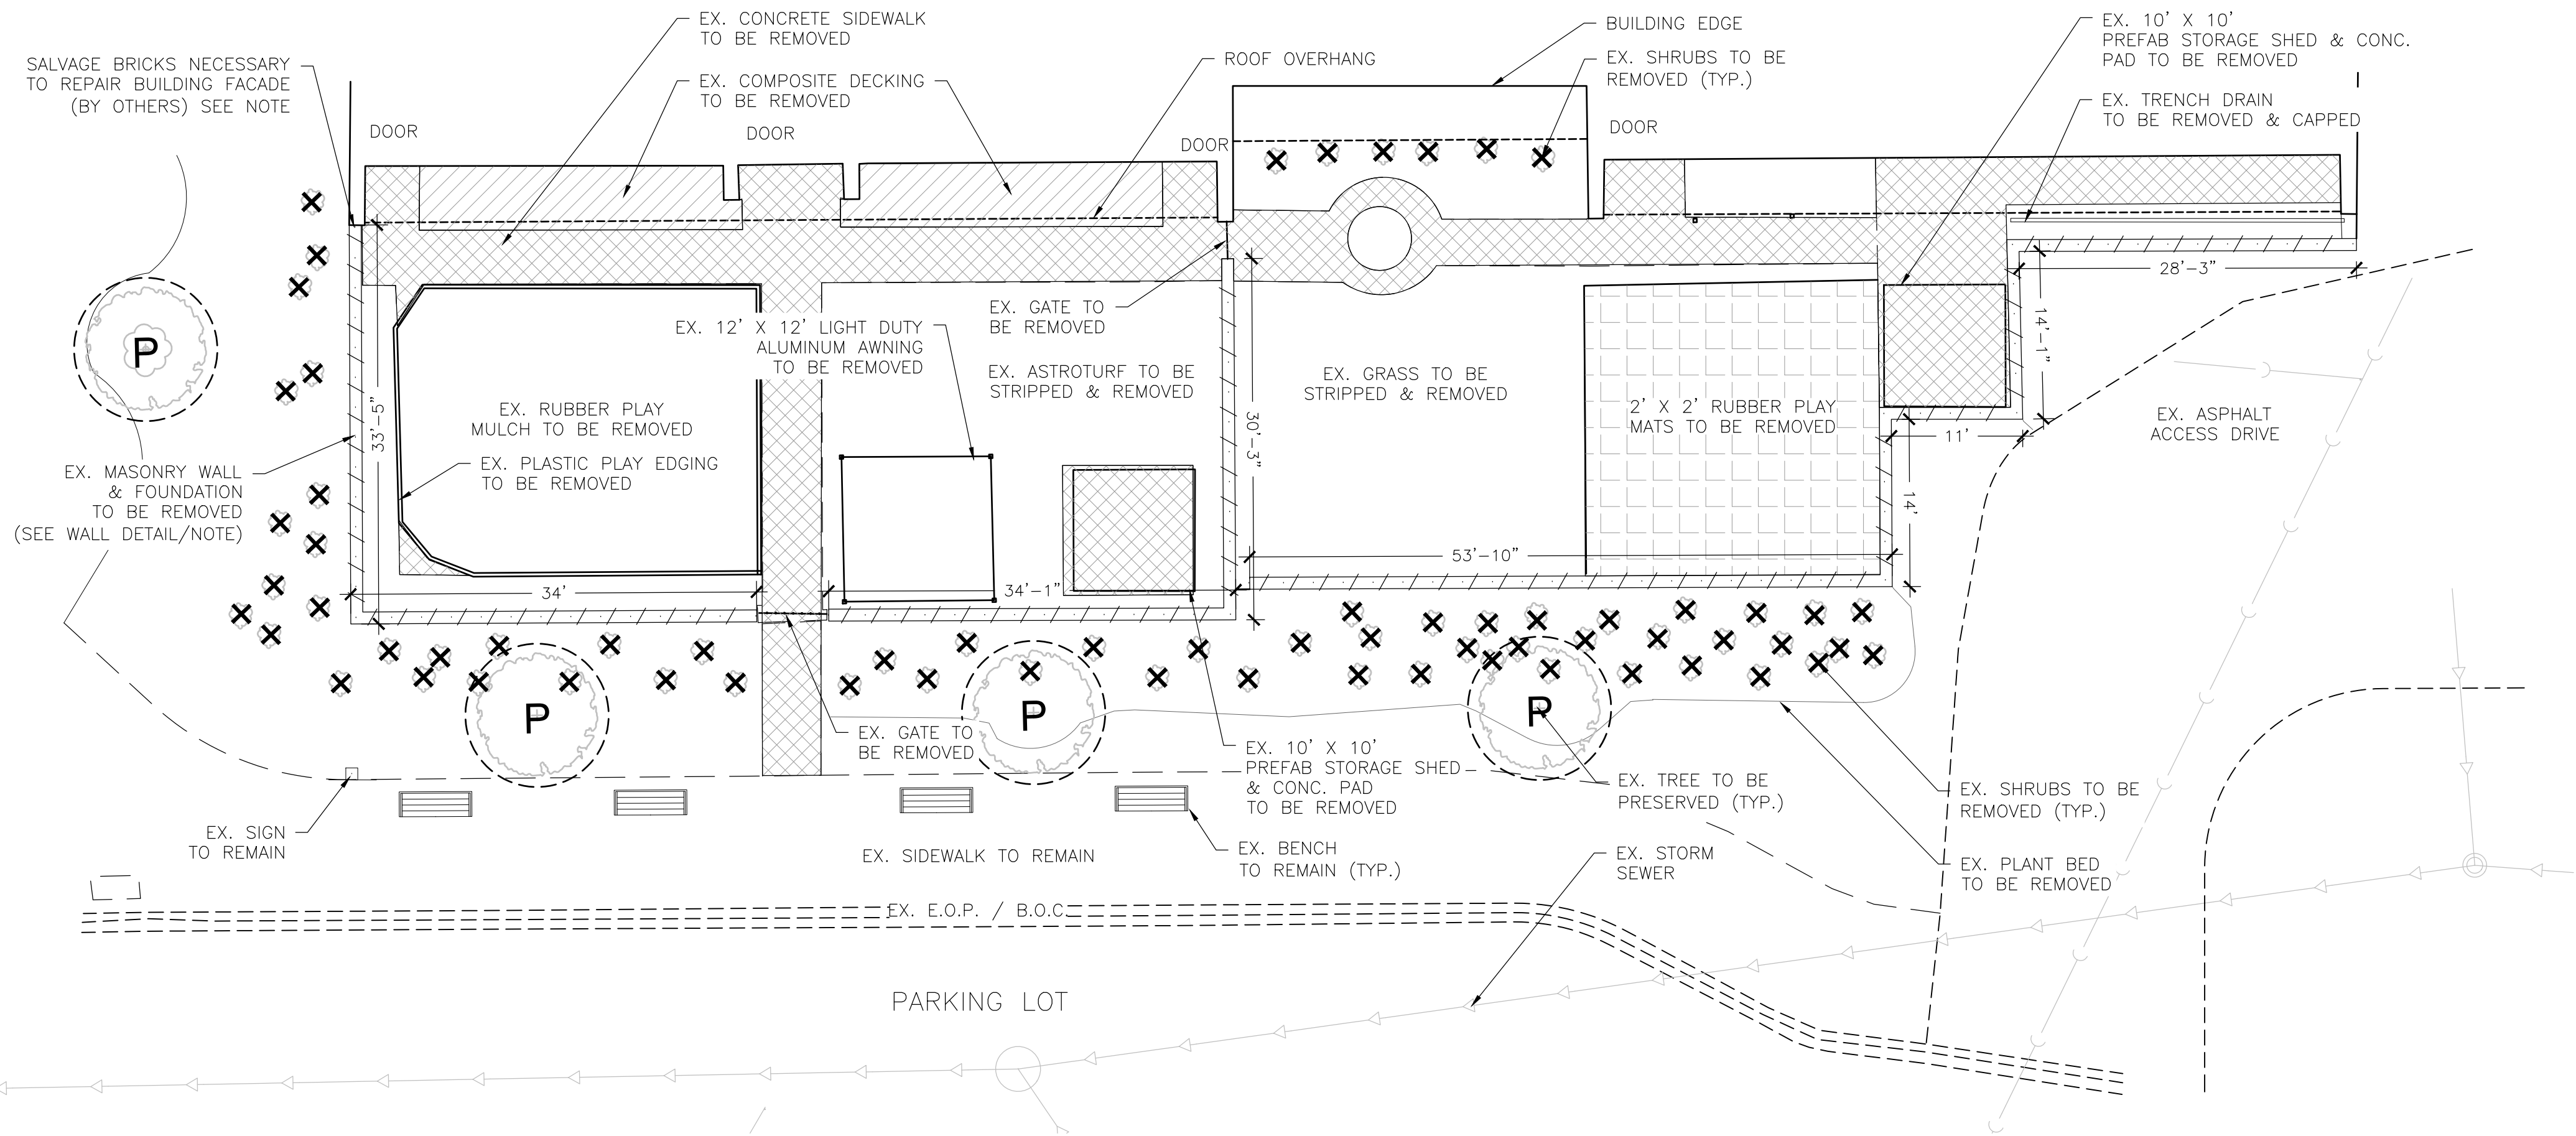 EX. CONCRETE SIDEWALK
TO BE REMOVED
BUILDING EDGE
EX. 10' X 10'
PREFAB STORAGE SHED & CONC.
PAD TO BE REMOVED
SALVAGE BRICKS NECESSARY
TO REPAIR BUILDING FACADE
(BY OTHERS) SEE NOTE
EX. COMPOSITE DECKING
TO BE REMOVED
ROOF OVERHANG
EX. SHRUBS TO BE
REMOVED (TYP.)
EX. TRENCH DRAIN
TO BE REMOVED & CAPPED
DOOR
DOOR
DOOR
DOOR
28'-3"
14'-1"
EX. GATE TO
BE REMOVED
EX. 12' X 12' LIGHT DUTY
ALUMINUM AWNING
TO BE REMOVED
EX. ASTROTURF TO BE
STRIPPED & REMOVED
EX. GRASS TO BE
STRIPPED & REMOVED
P
33'-5"
EX. RUBBER PLAY
MULCH TO BE REMOVED
30'-3"
2' X 2' RUBBER PLAY
MATS TO BE REMOVED
11'
EX. ASPHALT
ACCESS DRIVE
EX. MASONRY WALL
& FOUNDATION
TO BE REMOVED
(SEE WALL DETAIL/NOTE)
EX. PLASTIC PLAY EDGING
TO BE REMOVED
14'
53'-10"
34'
34'-1"
P
P
P
EX. GATE TO
BE REMOVED
EX. 10' X 10'
PREFAB STORAGE SHED
& CONC. PAD
TO BE REMOVED
EX. TREE TO BE
PRESERVED (TYP.)
EX. SHRUBS TO BE
REMOVED (TYP.)
EX. SIGN
TO REMAIN
EX. SIDEWALK TO REMAIN
EX. BENCH
TO REMAIN (TYP.)
EX. STORM
SEWER
EX. PLANT BED
TO BE REMOVED
EX. E.O.P. / B.O.C.
PARKING LOT